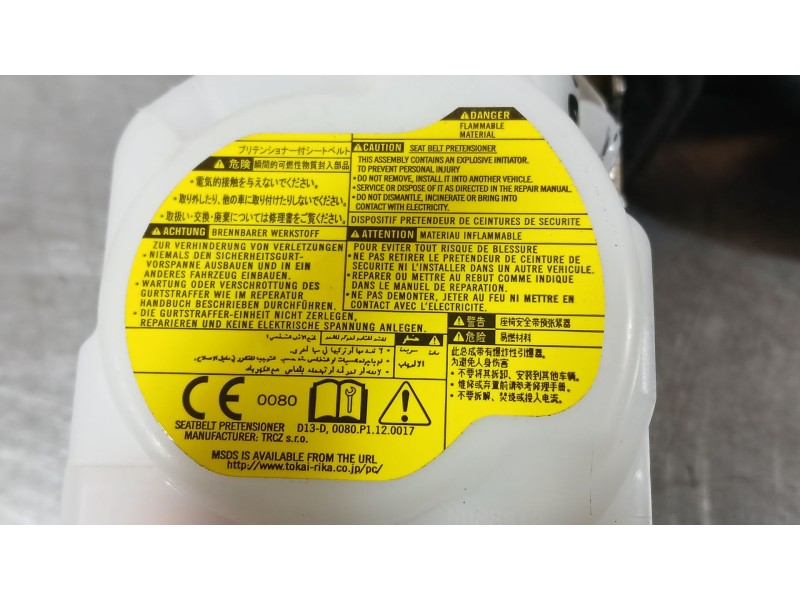 DANGER
FLAMMABLE
MATERIAL
プリテンショナー付シートベルト
危険 瞬間的可燃性物質封入部品
・電気的接触を与えないでください。
・取り外したり、他の車に取り付けたりしないでください。
・取扱い・交換・廃棄については修理書をご覧ください。
CAUTION SEAT BELT PRETENSIONER
THIS ASSEMBLY CONTAINS AN EXPLOSIVE INITIATOR.
TO PREVENT PERSONAL INJURY
•DO NOT REMOVE, INSTALL IT INTO ANOTHER VEHICLE.
•SERVICE OR DISPOSE OF IT AS DIRECTED IN THE REPAIR MANUAL.
•DO NOT DISMANTLE, INCINERATE OR BRING INTO
CONTACT WITH ELECTRICITY.
ACHTUNG BRENNBARER WERKSTOFF
ZUR VERHINDERUNG VON VERLETZUNGEN
•NIEMALS DEN SICHERHEITSGURT-
VORSPANNE AUSBAUEN UND IN EIN
ANDERES FAHRZEUG EINBAUEN.
•WARTUNG ODER VERSCHROTTUNG DES
GURTSTRAFFER WIE IM REPERATUR
HANDBUCH BESCHRIEBEN DURCHFÜHREN.
•DIE GURTSTRAFFER-EINHEIT NICHT ZERLEGEN,
REPARIEREN UND KEINE ELEKTRISCHE SPANNUNG ANLEGEN.
DISPOSITIF PRETENDEUR DE CEINTURES DE SECURITE
ATTENTION MATERIAU INFLAMMABLE
POUR EVITER TOUT RISQUE DE BLESSURE
•NE PAS RETIRER LE PRETENDEUR DE CEINTURE DE
SECURITE NI L'INSTALLER DANS UN AUTRE VEHICULE.
•REPARER OU METTRE AU REBUT COMME INDIQUE
DANS LE MANUEL DE REPARATION.
•NE PAS DEMONTER, JETER AU FEU NI METTRE EN
CONTACT AVEC L'ELECTRICITE.
警告 座椅安全带预张紧器
危险 易燃材料
此总成带有爆炸性引爆器。
为避免人身伤害
•不要将其拆卸、安装到其他车辆。
•维修或弃置前请参考修理手册。
•不要拆解、焚烧或接入电流。
CE 0080
SEATBELT PRETENSIONER D13-D, 0080.P1.12.0017
MANUFACTURER: TRCZ s.r.o.
MSDS IS AVAILABLE FROM THE URL
http://www.tokai-rika.co.jp/pc/